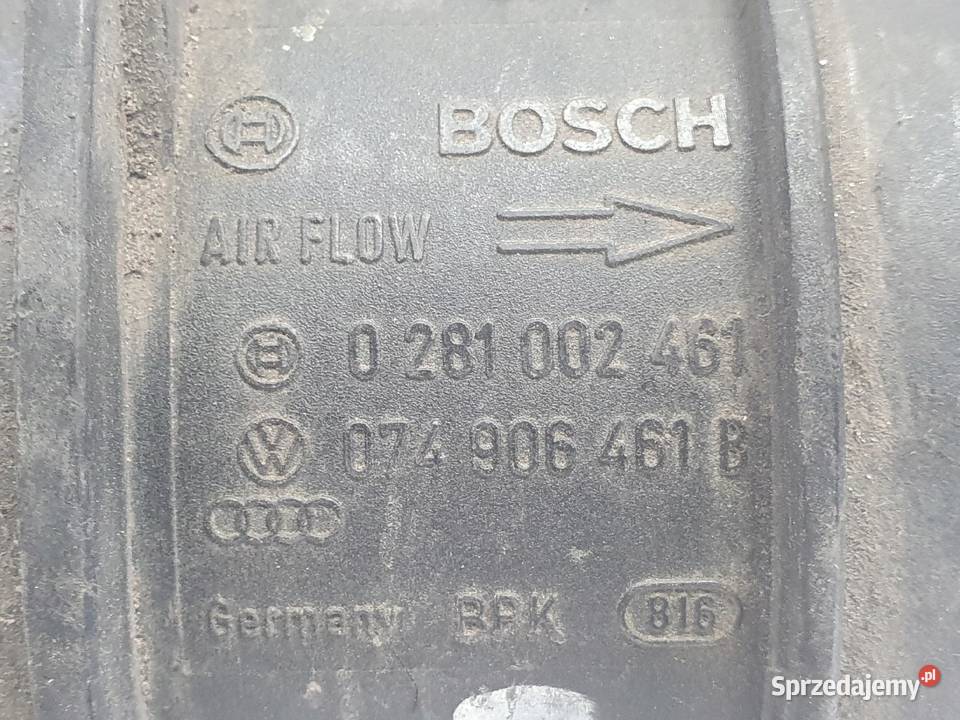 BOSCH
AIR FLOW
0 281 002 461
074 906 461 B
Germany BPK 816
Sprzedajemy.pl